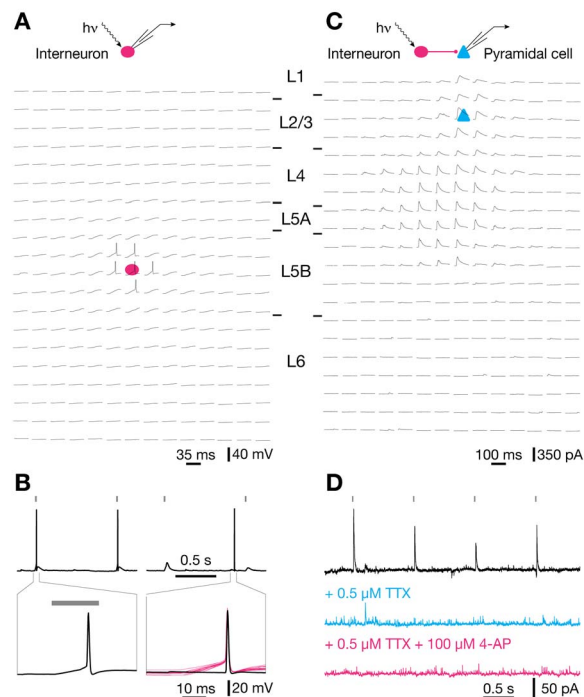 A
hν
Interneuron
C
hν
Interneuron
Pyramidal cell
L1
L2/3
L4
L5A
L5B
L6
35 ms
40 mV
100 ms
350 pA
B
0.5 s
10 ms
20 mV
D
+ 0.5 µM TTX
+ 0.5 µM TTX + 100 µM 4-AP
0.5 s
50 pA